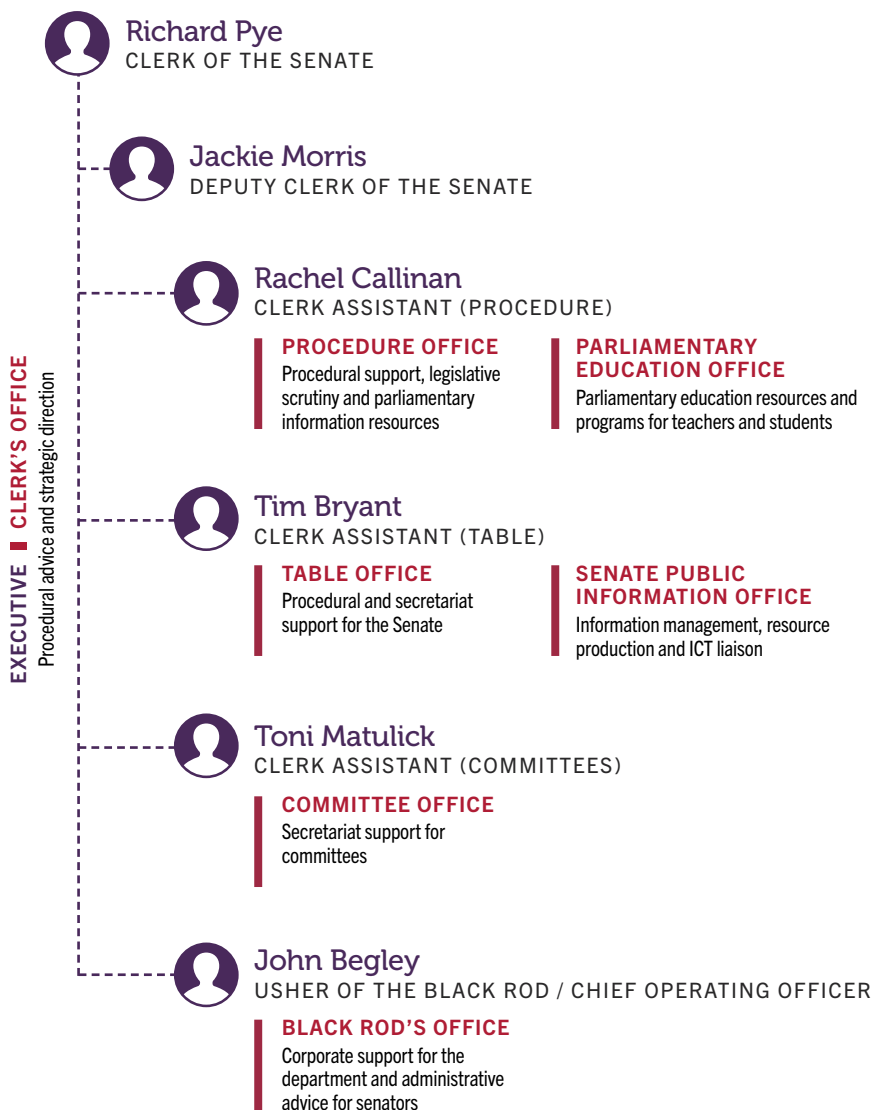 Richard Pye
CLERK OF THE SENATE
Jackie Morris
DEPUTY CLERK OF THE SENATE
Rachel Callinan
CLERK ASSISTANT (PROCEDURE)
PROCEDURE OFFICE
Procedural support, legislative
scrutiny and parliamentary
information resources
PARLIAMENTARY
EDUCATION OFFICE
Parliamentary education resources and
programs for teachers and students
EXECUTIVE CLERK'S OFFICE
Procedural advice and strategic direction
Tim Bryant
CLERK ASSISTANT (TABLE)
TABLE OFFICE
Procedural and secretariat
support for the Senate
SENATE PUBLIC
INFORMATION OFFICE
Information management, resource
production and ICT liaison
Toni Matulick
CLERK ASSISTANT (COMMITTEES)
COMMITTEE OFFICE
Secretariat support for
committees
John Begley
USHER OF THE BLACK ROD / CHIEF OPERATING OFFICER
BLACK ROD'S OFFICE
Corporate support for the
department and administrative
advice for senators